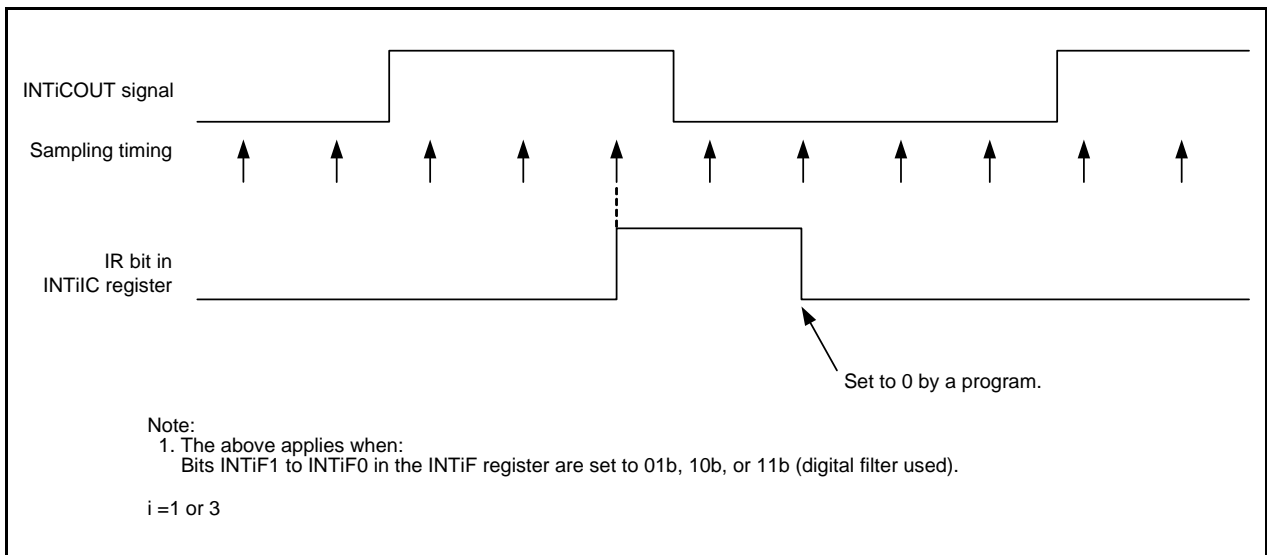 INTiCOUT signal
Sampling timing
IR bit in
INTiIC register
Set to 0 by a program.
Note:
1. The above applies when:
Bits INTiF1 to INTiF0 in the INTiF register are set to 01b, 10b, or 11b (digital filter used).
i =1 or 3